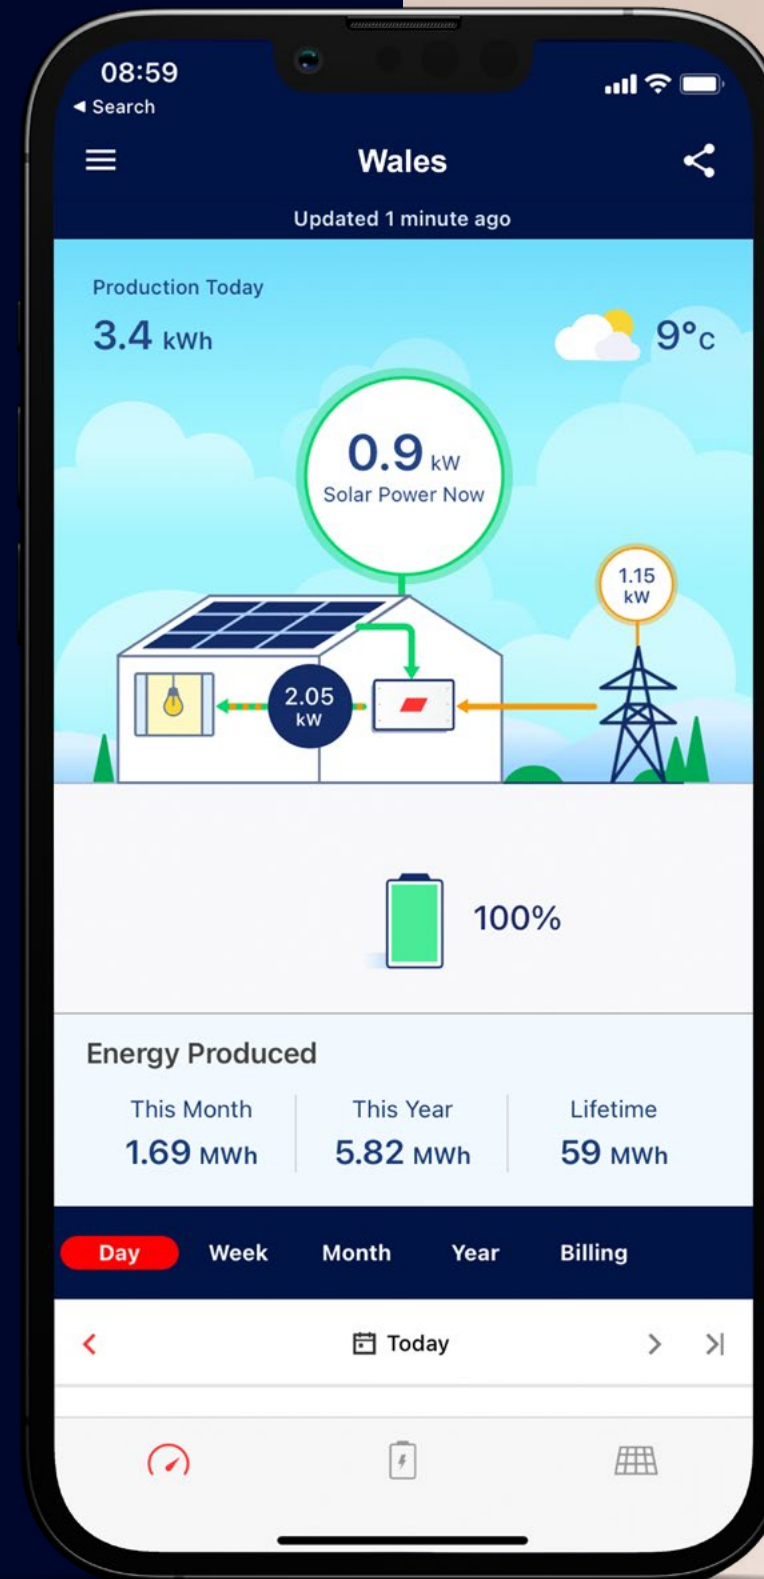 08:59
◀ Search
Wales
Updated 1 minute ago
Production Today
3.4 kWh
9°c
0.9 kW
Solar Power Now
1.15
kW
2.05
kW
100%
Energy Produced
This Month
This Year
Lifetime
1.69 MWh
5.82 MWh
59 MWh
Day
Week
Month
Year
Billing
Today